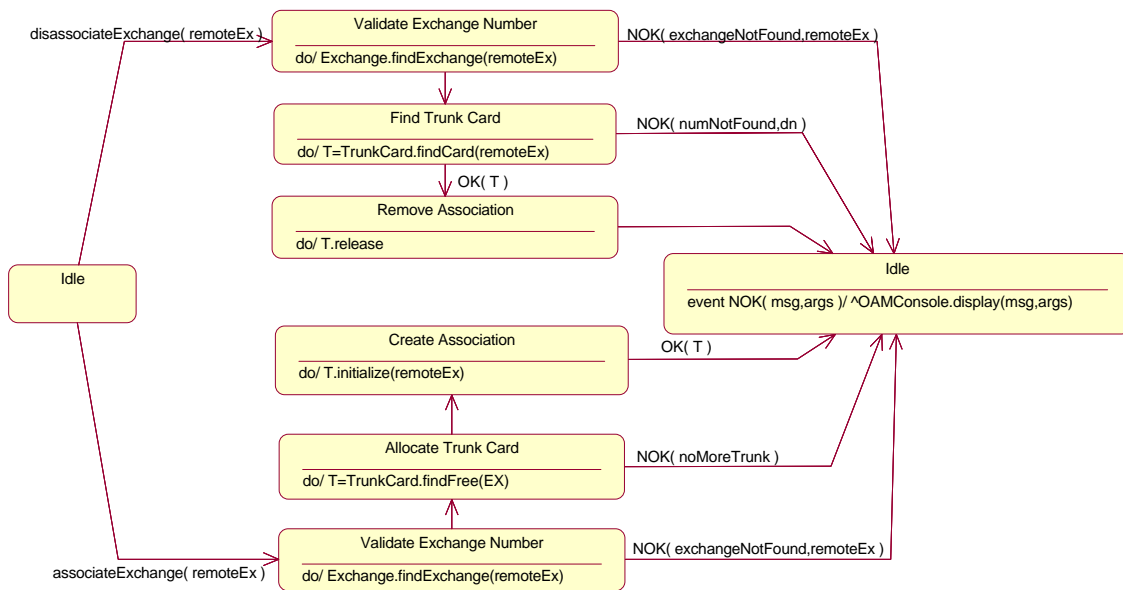 Validate Exchange Number
disassociateExchange( remoteEx )
NOK( exchangeNotFound,remoteEx )
do/ Exchange.findExchange(remoteEx)
Find Trunk Card
NOK( numNotFound,dn )
do/ T=TrunkCard.findCard(remoteEx)
OK( T )
Remove Association
do/ T.release
Idle
Idle
event NOK( msg,args )/ ^OAMConsole.display(msg,args)
Create Association
OK( T )
do/ T.initialize(remoteEx)
Allocate Trunk Card
NOK( noMoreTrunk )
do/ T=TrunkCard.findFree(EX)
Validate Exchange Number
NOK( exchangeNotFound,remoteEx )
associateExchange( remoteEx )
do/ Exchange.findExchange(remoteEx)